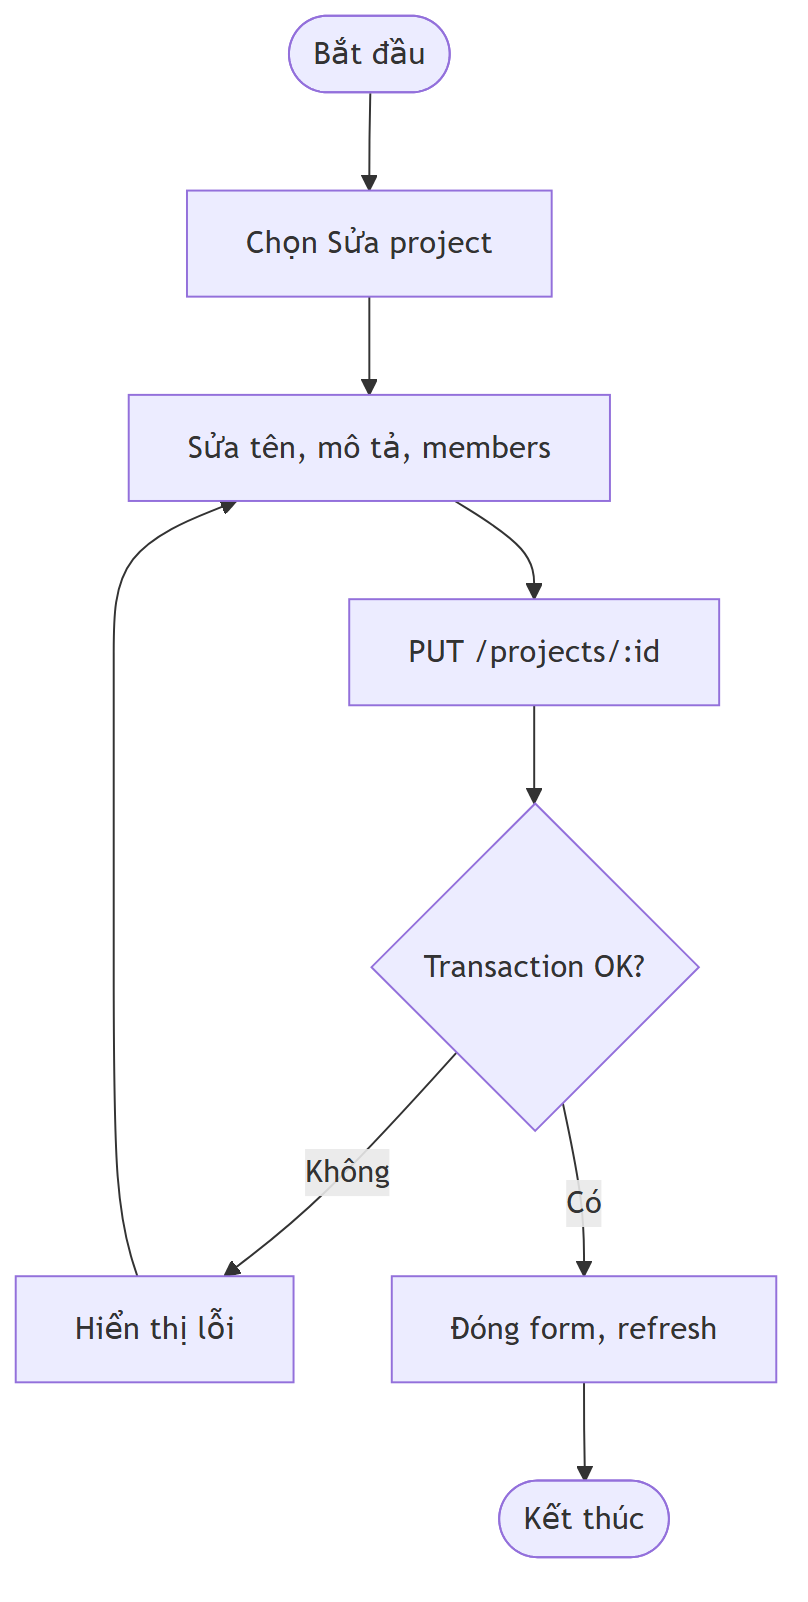 Bắt đầu
Chọn Sửa project
Sửa tên, mô tả, members
PUT /projects/:id
Transaction OK?
Không
Có
Hiển thị lỗi
Đóng form, refresh
Kết thúc